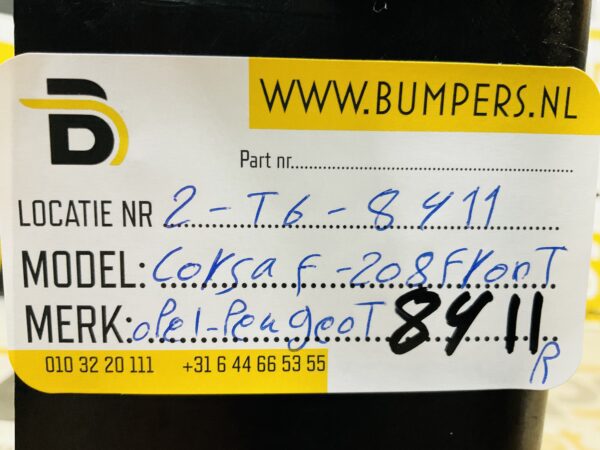 WWW.BUMPERS.NL
Part nr.
LOCATIE NR 2-T6-8411
MODEL: Corsa F -208 FronT
MERK: opel-PeugeoT 8411
R
010 32 20 111 +31 6 44 66 53 55